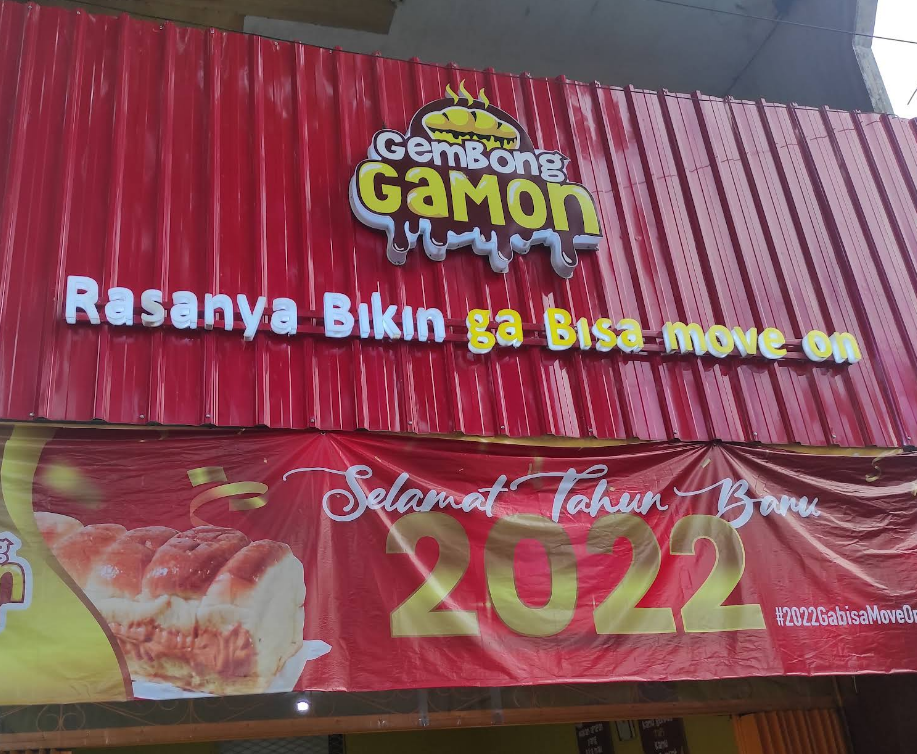 GemBong
Gamon
Rasanya Bikin ga Bisa move on
Selamat Tahun Baru
2022
#2022GabisaMoveOn